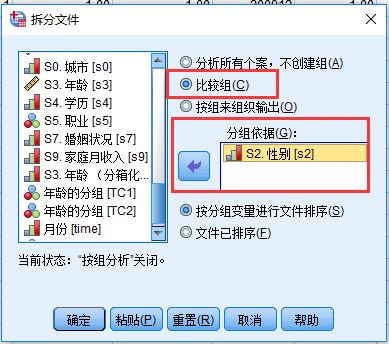 拆分文件
S0. 城市 [s0]
S3. 年龄 [s3]
S4. 学历 [s4]
S5. 职业 [s5]
S7. 婚姻状况 [s7]
S9. 家庭月收入 [s9]
S3. 年龄 （分箱化...
年龄的分组 [TC1]
年龄的分组 [TC2]
月份 [time]
分析所有个案，不创建组(A)
比较组(C)
按组来组织输出(O)
分组依据(G):
S2. 性别 [s2]
按分组变量进行文件排序(S)
文件已排序(F)
当前状态：“按组分析”关闭。
确定
粘贴(P)
重置(R)
取消
帮助